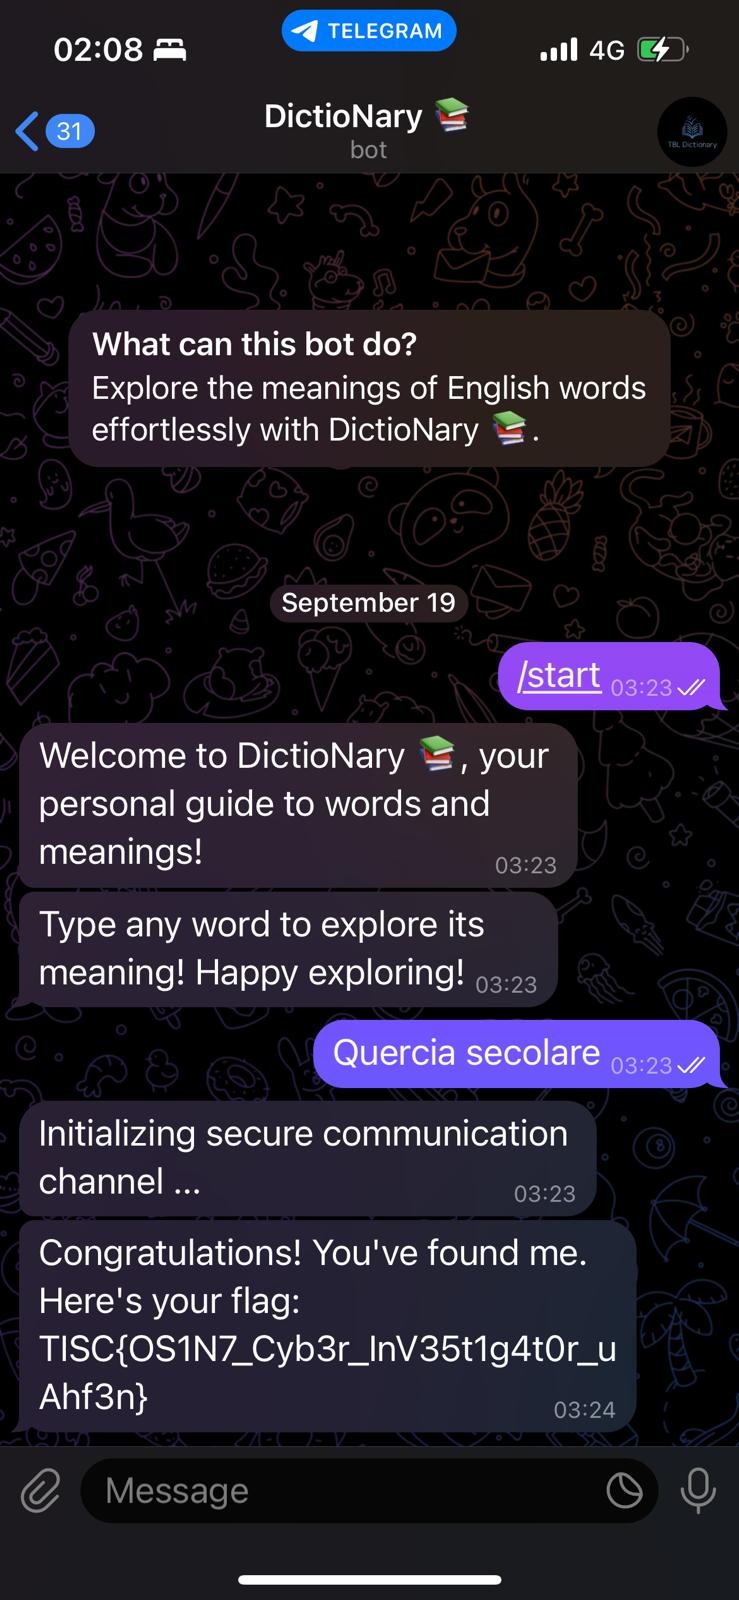 02:08
TELEGRAM
4G
31
DictioNary 📚
bot
TBL Dictionary
What can this bot do?
Explore the meanings of English words
effortlessly with DictioNary 📚.
September 19
/start 03:23
Welcome to DictioNary 📚, your
personal guide to words and
meanings!
03:23
Type any word to explore its
meaning! Happy exploring! 03:23
Quercia secolare 03:23
Initializing secure communication
channel ...
03:23
Congratulations! You've found me.
Here's your flag:
TISC{OS1N7_Cyb3r_InV35t1g4t0r_u
Ahf3n}
03:24
Message